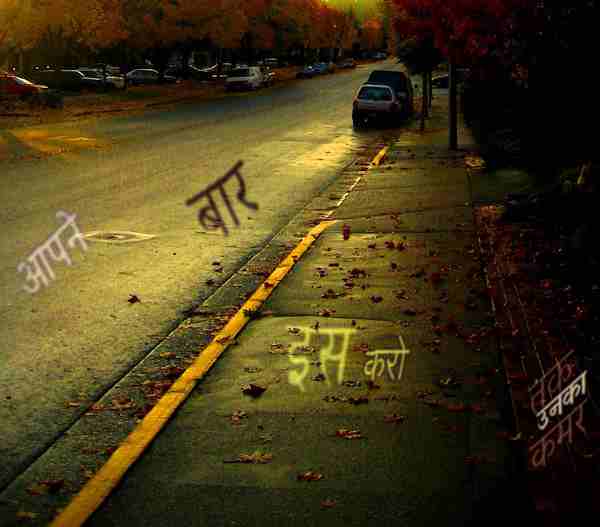 बार
आपने
इस करो
तक
उनका
कमर